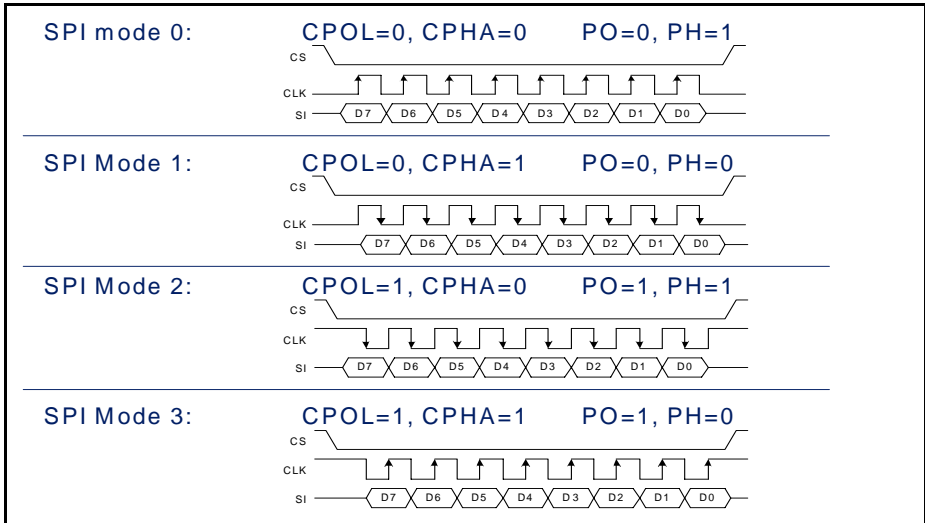 SPI mode 0: CPOL=0, CPHA=0 PO=0, PH=1
CS
CLK
SI D7 D6 D5 D4 D3 D2 D1 D0
SPI Mode 1: CPOL=0, CPHA=1 PO=0, PH=0
CS
CLK
SI D7 D6 D5 D4 D3 D2 D1 D0
SPI Mode 2: CPOL=1, CPHA=0 PO=1, PH=1
CS
CLK
SI D7 D6 D5 D4 D3 D2 D1 D0
SPI Mode 3: CPOL=1, CPHA=1 PO=1, PH=0
CS
CLK
SI D7 D6 D5 D4 D3 D2 D1 D0